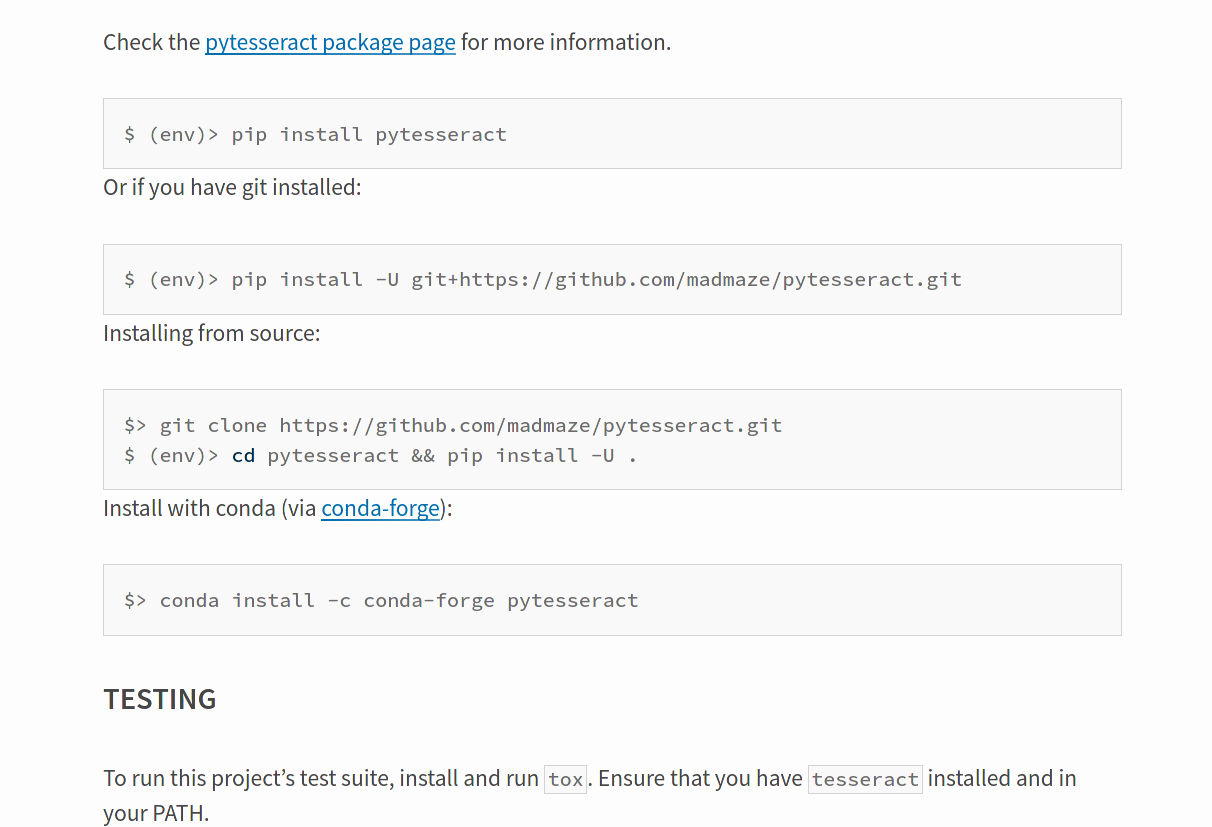 Check the pytesseract package page for more information.
$ (env)> pip install pytesseract
Or if you have git installed:
$ (env)> pip install -U git+https://github.com/madmaze/pytesseract.git
Installing from source:
$> git clone https://github.com/madmaze/pytesseract.git
$ (env)> cd pytesseract && pip install -U .
Install with conda (via conda-forge):
$> conda install -c conda-forge pytesseract
TESTING
To run this project’s test suite, install and run tox. Ensure that you have tesseract installed and in
your PATH.